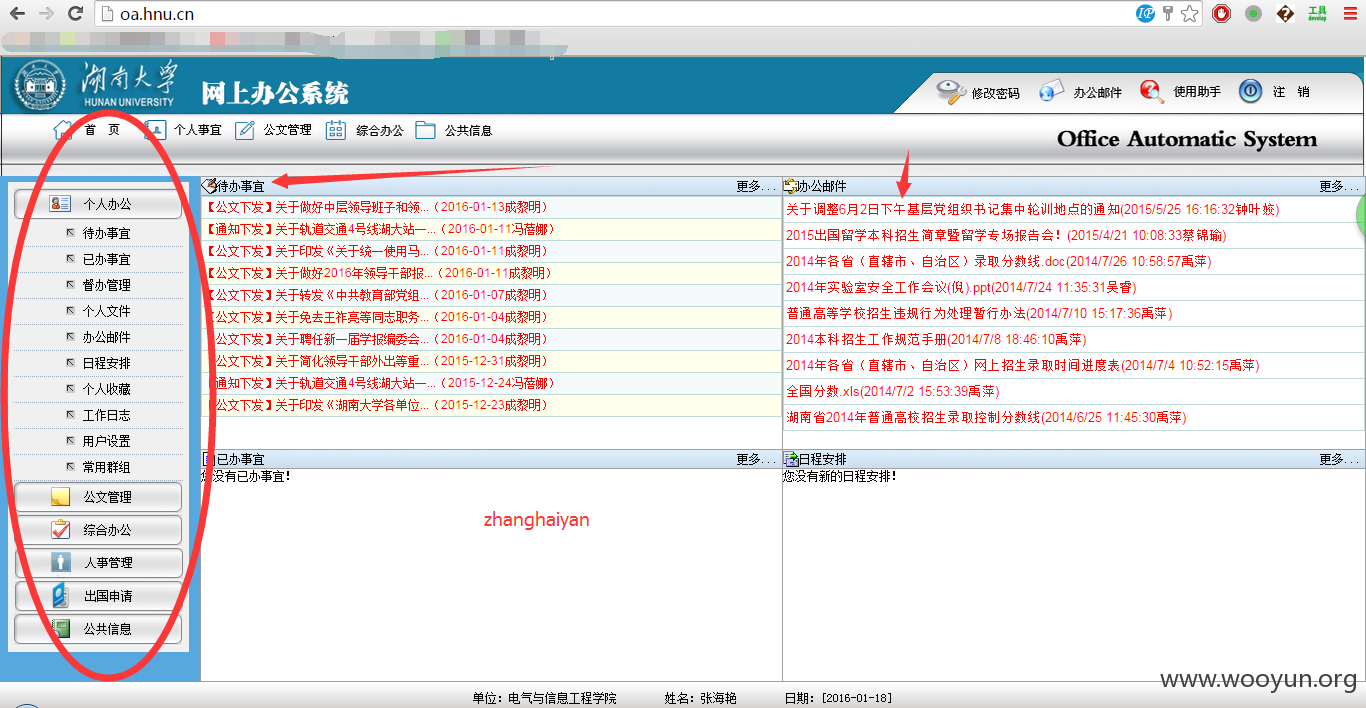 oa.hnu.cn
工具
develop
湖南大学
HUNAN UNIVERSITY
网上办公系统
修改密码 办公邮件 使用助手 注 销
首 页 个人事宜 公文管理 综合办公 公共信息
Office Automatic System
个人办公
待办事宜
已办事宜
督办管理
个人文件
办公邮件
日程安排
个人收藏
工作日志
用户设置
常用群组
公文管理
综合办公
人事管理
出国申请
公共信息
待办事宜 更多...
【公文下发】关于做好中层领导班子和领...（2016-01-13成黎明）
【通知下发】关于轨道交通4号线湖大站一...（2016-01-11冯蓓娜）
【公文下发】关于印发《关于统一使用马...（2016-01-11成黎明）
【公文下发】关于做好2016年领导干部报...（2016-01-11成黎明）
【公文下发】关于转发《中共教育部党组...（2016-01-07成黎明）
【公文下发】关于免去王祚亮等同志职务...（2016-01-04成黎明）
【公文下发】关于聘任新一届学报编委会...（2016-01-04成黎明）
【公文下发】关于简化领导干部外出等重...（2015-12-31成黎明）
【通知下发】关于轨道交通4号线湖大站一...（2015-12-24冯蓓娜）
【公文下发】关于印发《湖南大学各单位...（2015-12-23成黎明）
办公邮件 更多...
关于调整6月2日下午基层党组织书记集中轮训地点的通知(2015/5/25 16:16:32钟叶姣)
2015出国留学本科招生简章暨留学专场报告会！(2015/4/21 10:08:33蔡锦瑜)
2014年各省（直辖市、自治区）录取分数线.doc(2014/7/26 10:58:57禹萍)
2014年实验室安全工作会议(倪).ppt(2014/7/24 11:35:31吴睿)
普通高等学校招生违规行为处理暂行办法(2014/7/10 15:17:36禹萍)
2014本科招生工作规范手册(2014/7/8 18:46:10禹萍)
2014年各省（直辖市、自治区）网上招生录取时间进度表(2014/7/4 10:52:15禹萍)
全国分数.xls(2014/7/2 15:53:39禹萍)
湖南省2014年普通高校招生录取控制分数线(2014/6/25 11:45:30禹萍)
已办事宜 更多...
您没有已办事宜！
zhanghaiyan
日程安排 更多...
您没有新的日程安排！
www.wooyun.org
单位：电气与信息工程学院 姓名：张海艳 日期：[2016-01-18]